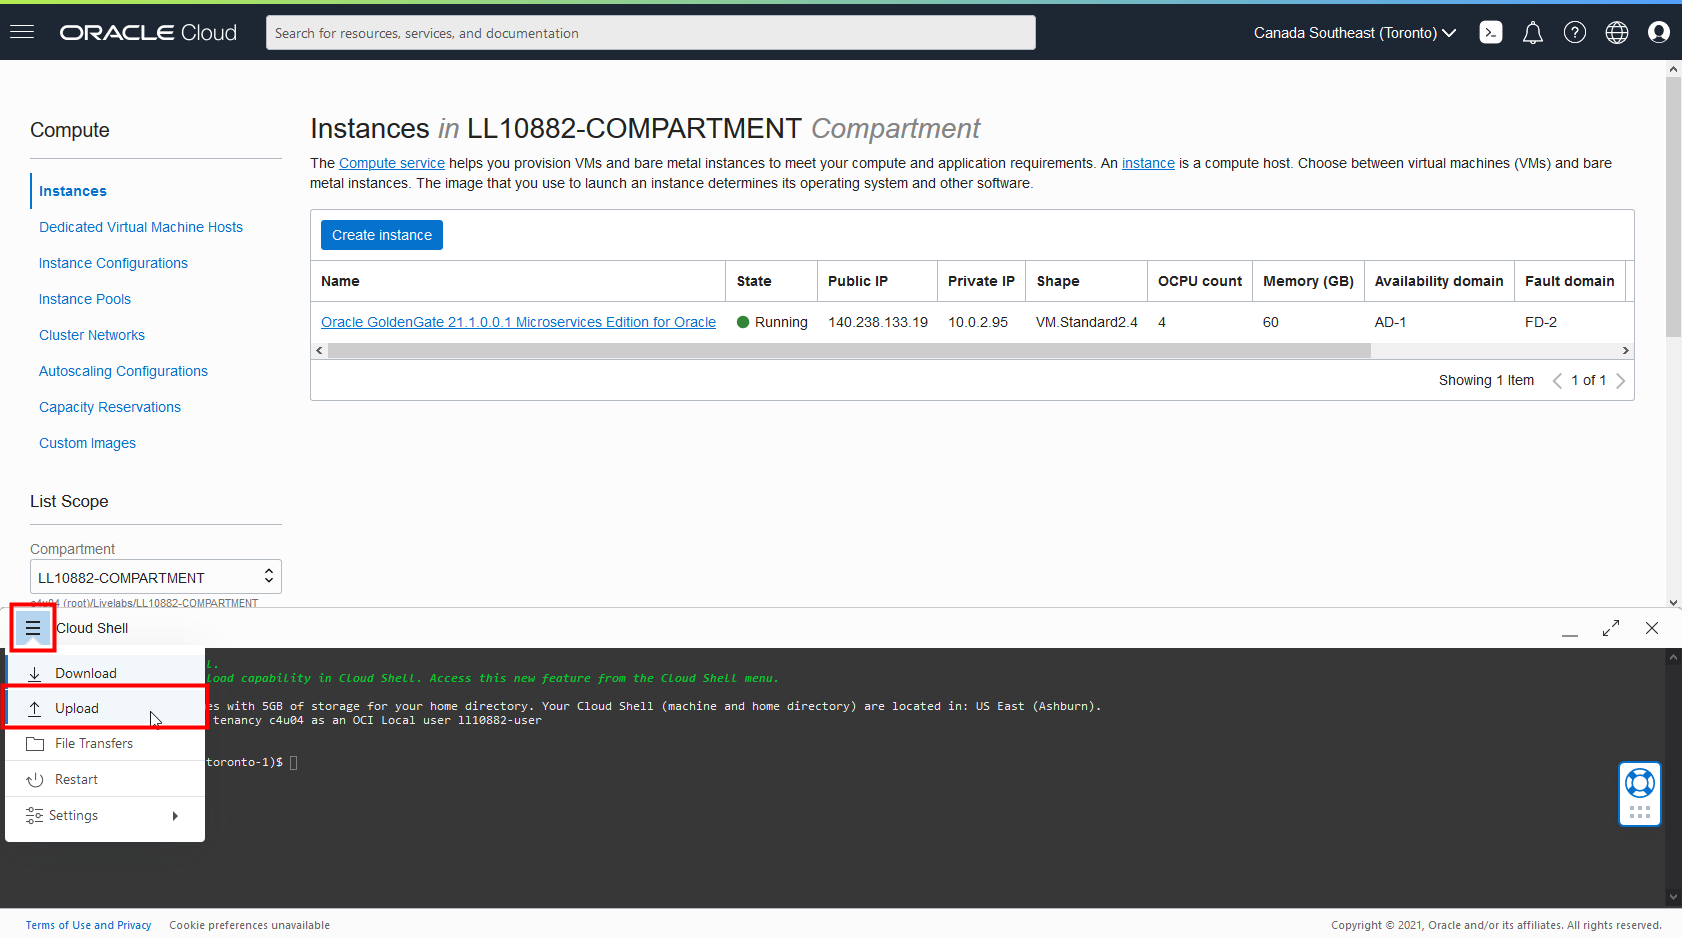 ORACLE Cloud
Search for resources, services, and documentation
Canada Southeast (Toronto)
Compute
Instances
Dedicated Virtual Machine Hosts
Instance Configurations
Instance Pools
Cluster Networks
Autoscaling Configurations
Capacity Reservations
Custom Images
List Scope
Compartment
LL10882-COMPARTMENT
c4u04 (root)/Livelabs/LL10882-COMPARTMENT
Instances in LL10882-COMPARTMENT Compartment
The Compute service helps you provision VMs and bare metal instances to meet your compute and application requirements. An instance is a compute host. Choose between virtual machines (VMs) and bare
metal instances. The image that you use to launch an instance determines its operating system and other software.
Create instance
Name State Public IP Private IP Shape OCPU count Memory (GB) Availability domain Fault domain
Oracle GoldenGate 21.1.0.0.1 Microservices Edition for Oracle Running 140.238.133.19 10.0.2.95 VM.Standard2.4 4 60 AD-1 FD-2
Showing 1 Item < 1 of 1 >
Cloud Shell
Download
Upload
File Transfers
Restart
Settings
l.
load capability in Cloud Shell. Access this new feature from the Cloud Shell menu.
es with 5GB of storage for your home directory. Your Cloud Shell (machine and home directory) are located in: US East (Ashburn).
tenancy c4u04 as an OCI Local user ll10882-user
toronto-1)$
Terms of Use and Privacy Cookie preferences unavailable
Copyright © 2021, Oracle and/or its affiliates. All rights reserved.